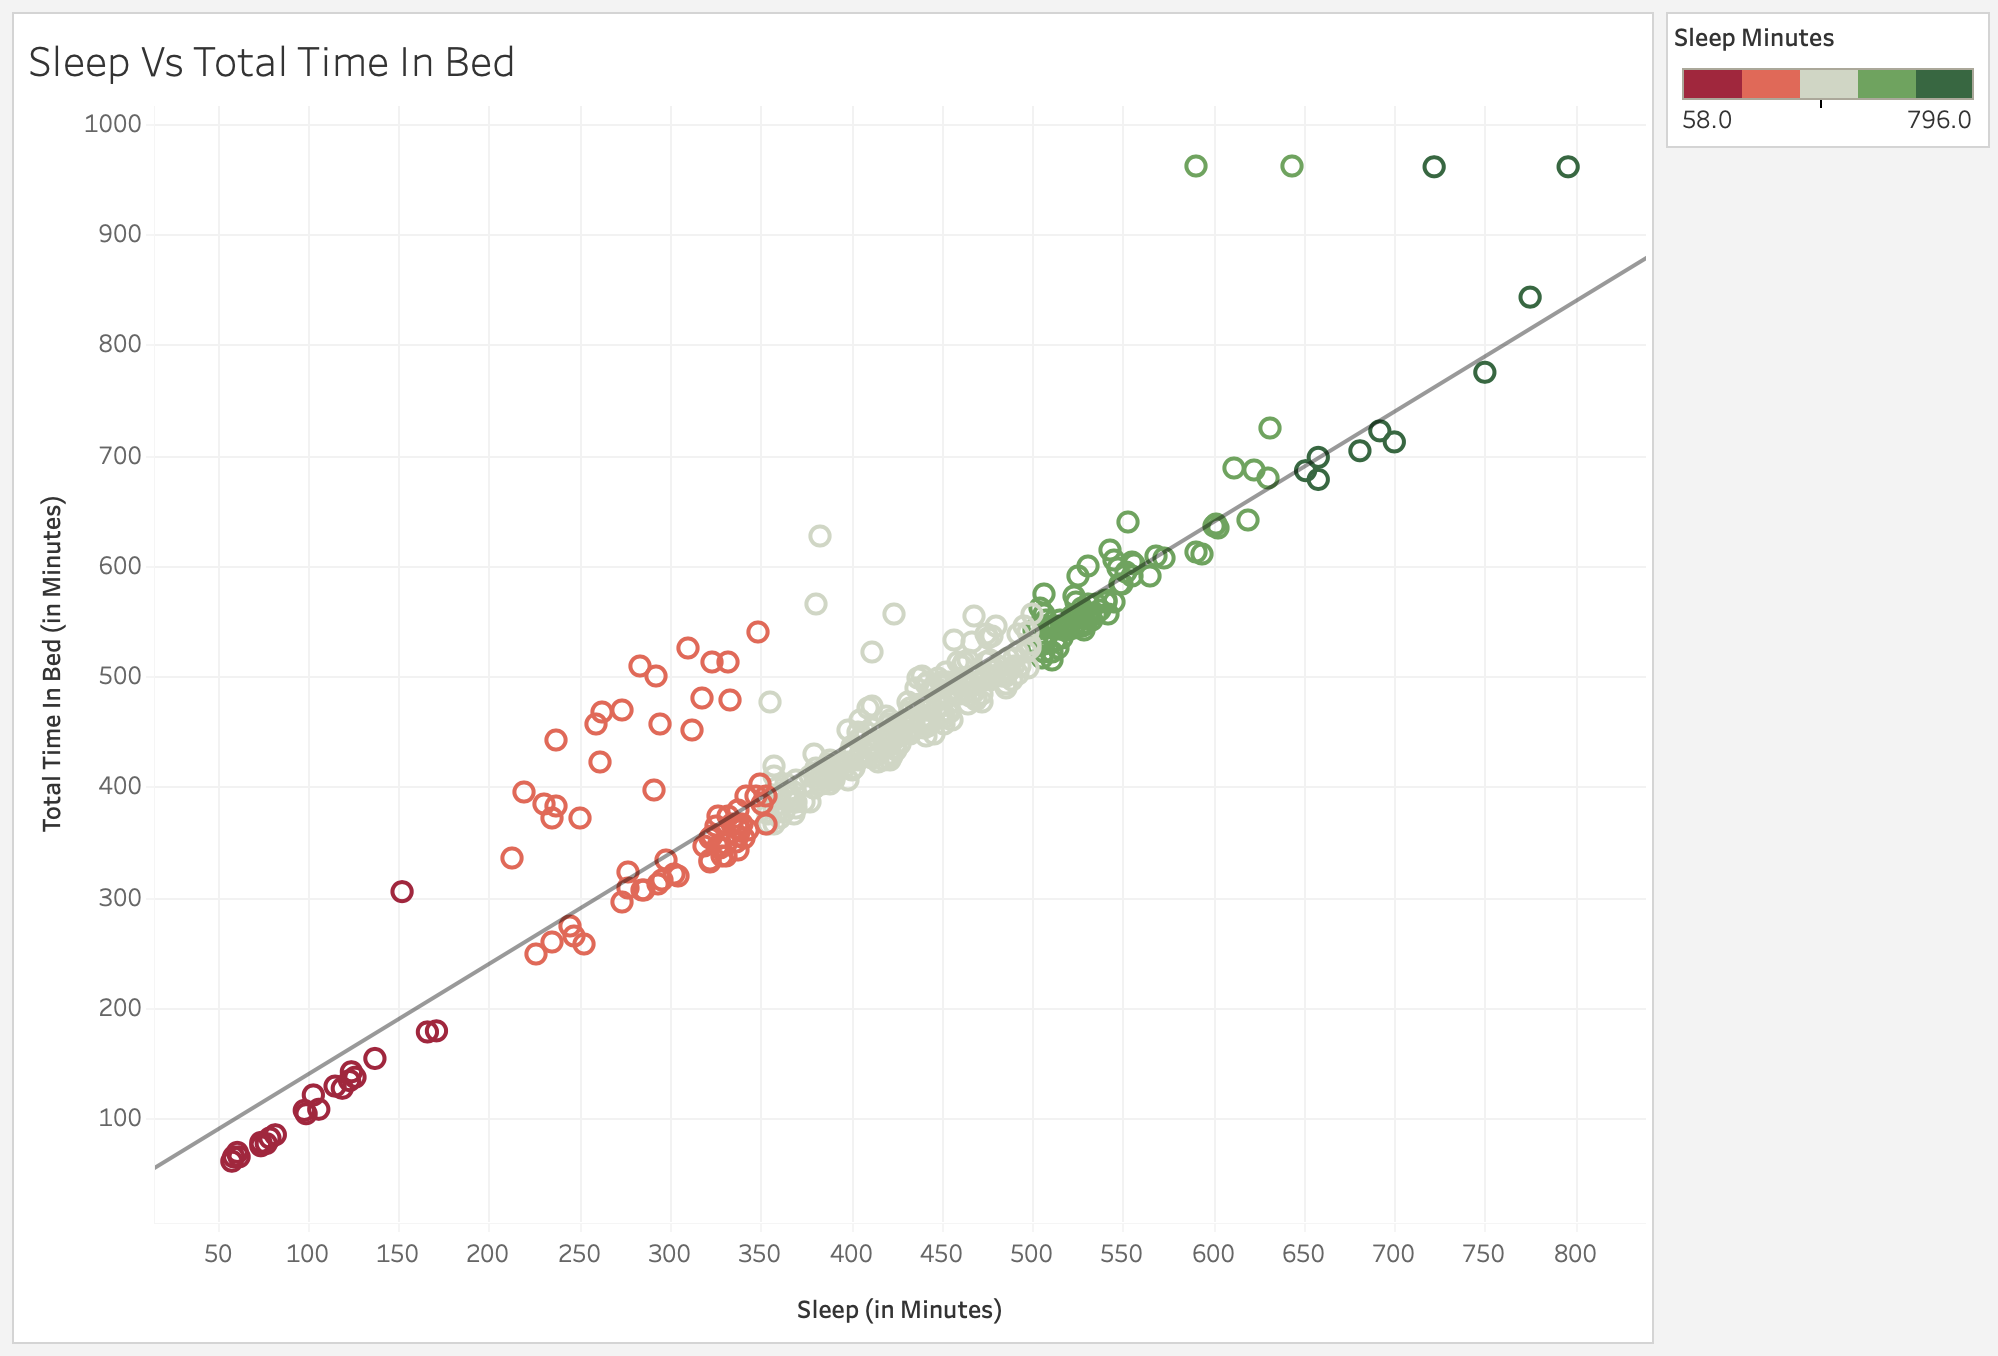 Sleep Vs Total Time In Bed
Sleep Minutes
58.0 796.0
1000
900
800
700
600
500
400
300
200
100
Total Time In Bed (in Minutes)
50 100 150 200 250 300 350 400 450 500 550 600 650 700 750 800
Sleep (in Minutes)